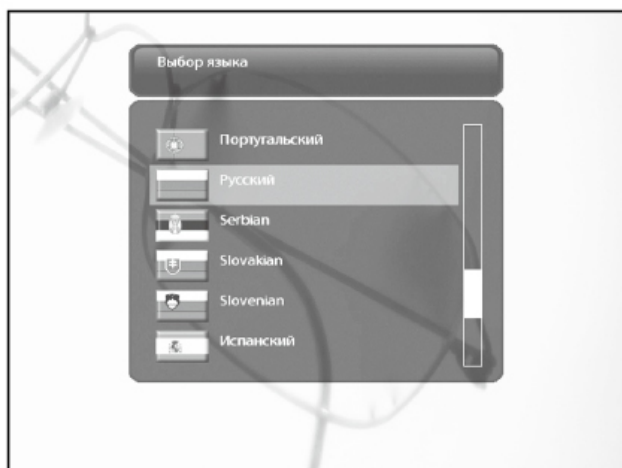 Выбор языка
Португальский
Русский
Serbian
Slovakian
Slovenian
Испанский